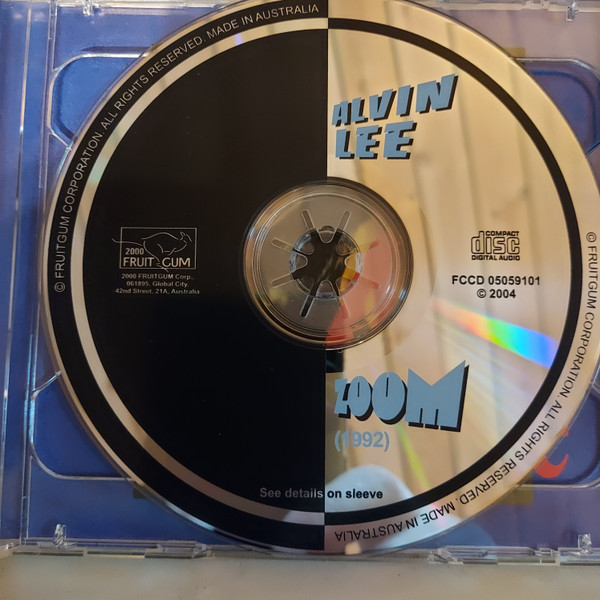 © FRUITGUM CORPORATION. ALL RIGHTS RESERVED. MADE IN AUSTRALIA
ALVIN
LEE
2000
FRUIT GUM
2000 FRUITGUM Corp.,
061895, Global City,
42nd Street, 21A, Australia
COMPACT
disc
DIGITAL AUDIO
FCCD 05059101
© 2004
ZOOM
(1992)
See details on sleeve
© FRUITGUM CORPORATION. ALL RIGHTS RESERVED. MADE IN AUSTRALIA